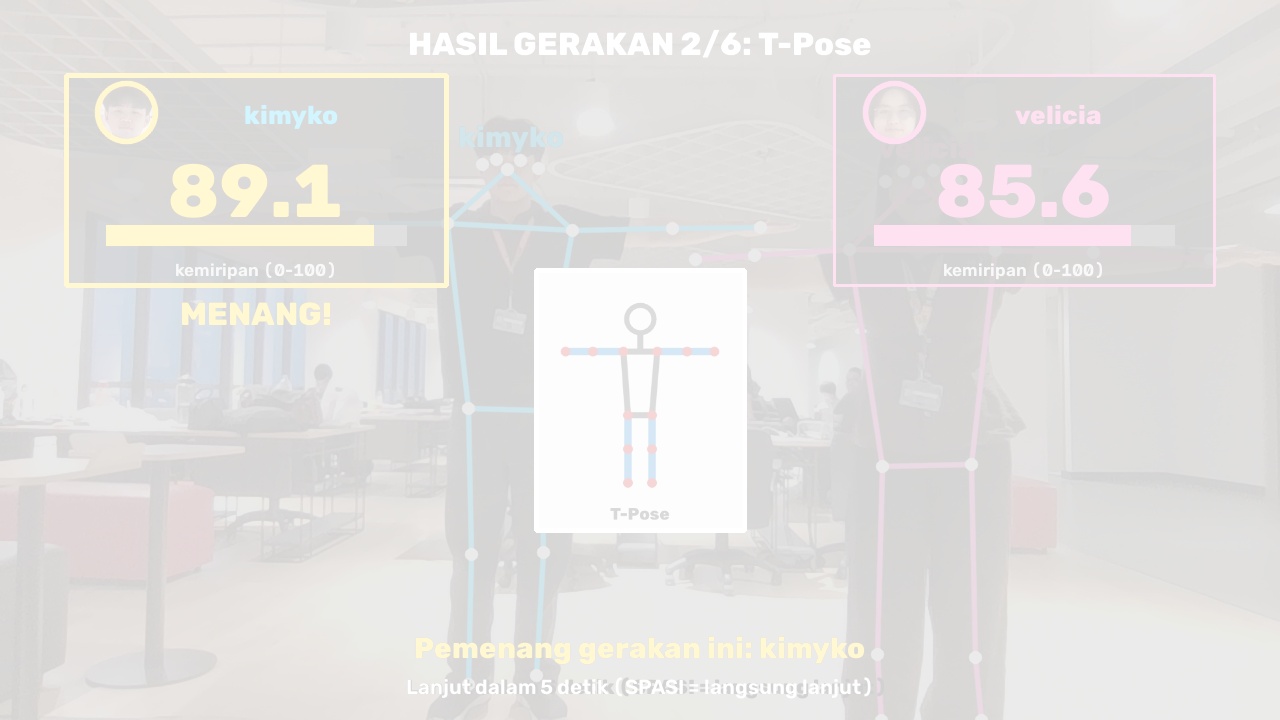 HASIL GERAKAN 2/6: T-Pose
kimyko
89.1
kemiripan (0-100)
MENANG!
kimyko
velicia
85.6
kemiripan (0-100)
T-Pose
Pemenang gerakan ini: kimyko
Lanjut dalam 5 detik (SPASI = langsung lanjut)